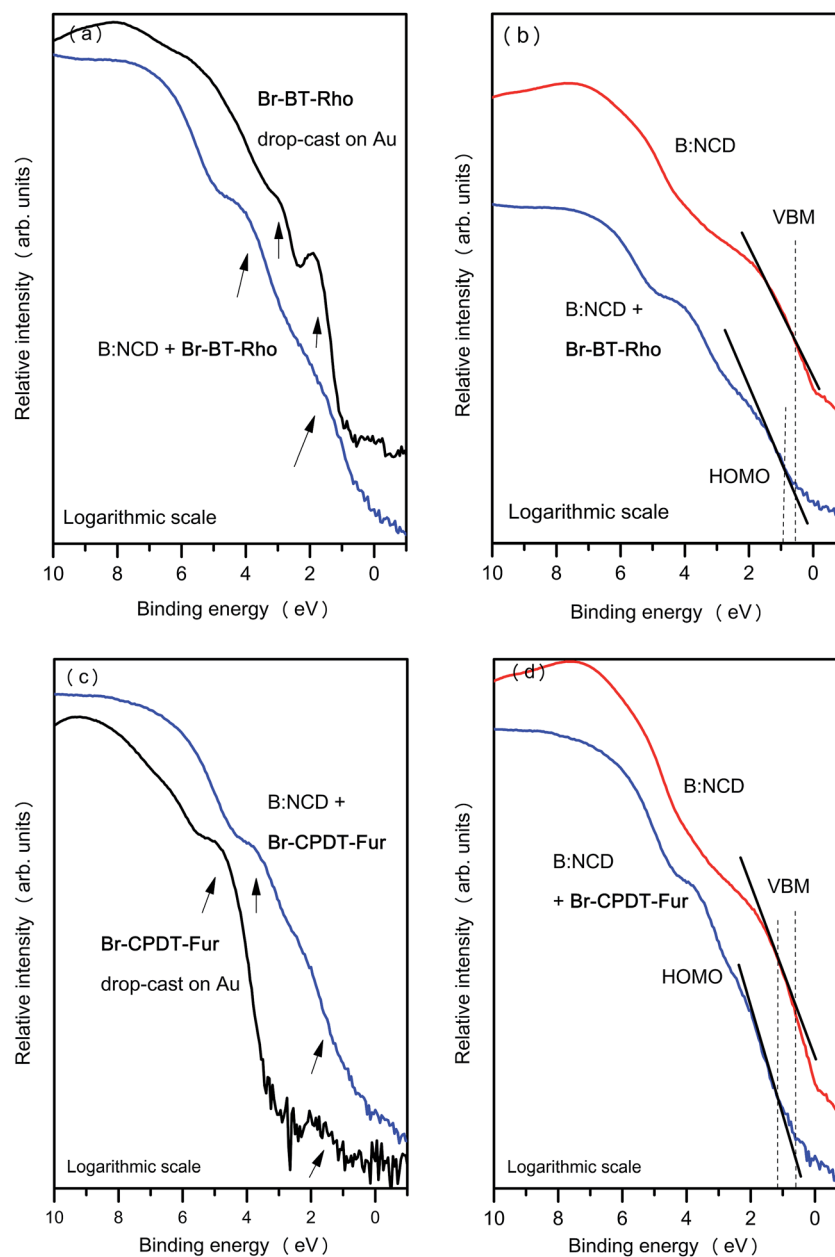 ( a )
Br-BT-Rho
drop-cast on Au
B:NCD + Br-BT-Rho
Logarithmic scale
Relative intensity ( arb. units )
10 8 6 4 2 0
Binding energy ( eV )
( b )
B:NCD
VBM
B:NCD +
Br-BT-Rho
HOMO
Logarithmic scale
Relative intensity ( arb. units )
10 8 6 4 2 0
Binding energy ( eV )
( c )
B:NCD +
Br-CPDT-Fur
Br-CPDT-Fur
drop-cast on Au
Logarithmic scale
Relative intensity ( arb. units )
10 8 6 4 2 0
Binding energy ( eV )
( d )
B:NCD
VBM
B:NCD
+ Br-CPDT-Fur
HOMO
Logarithmic scale
Relative intensity ( arb. units )
10 8 6 4 2 0
Binding energy ( eV )